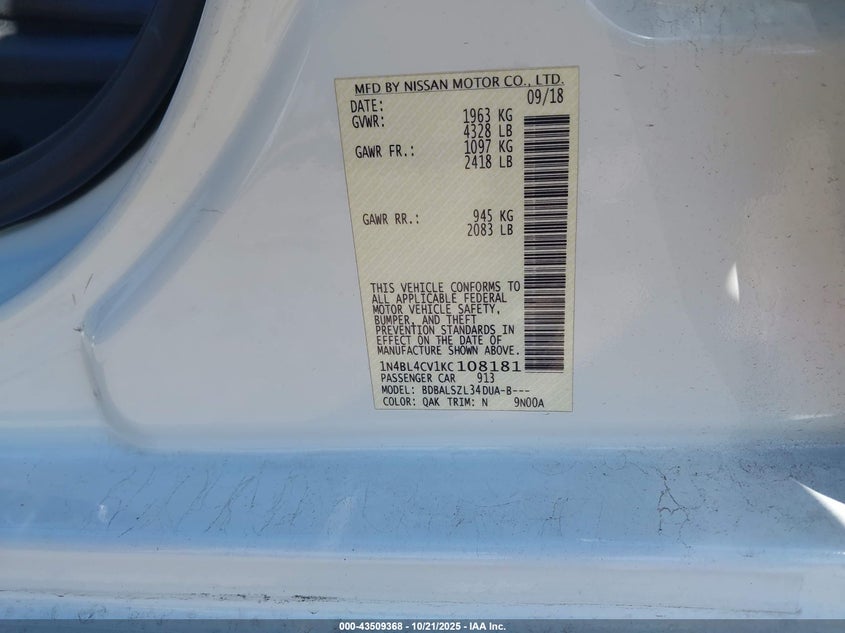 MFD BY NISSAN MOTOR CO., LTD.
DATE: 09/18
GVWR: 1963 KG
4328 LB
GAWR FR.: 1097 KG
2418 LB
GAWR RR.: 945 KG
2083 LB
THIS VEHICLE CONFORMS TO
ALL APPLICABLE FEDERAL
MOTOR VEHICLE SAFETY,
BUMPER, AND THEFT
PREVENTION STANDARDS IN
EFFECT ON THE DATE OF
MANUFACTURE SHOWN ABOVE.
1N4BL4CV1KC108181
PASSENGER CAR 913
MODEL: BDBALSZL34DUA-B---
COLOR: QAK TRIM: N 9N00A
000-43509368 - 10/21/2025 - IAA Inc.